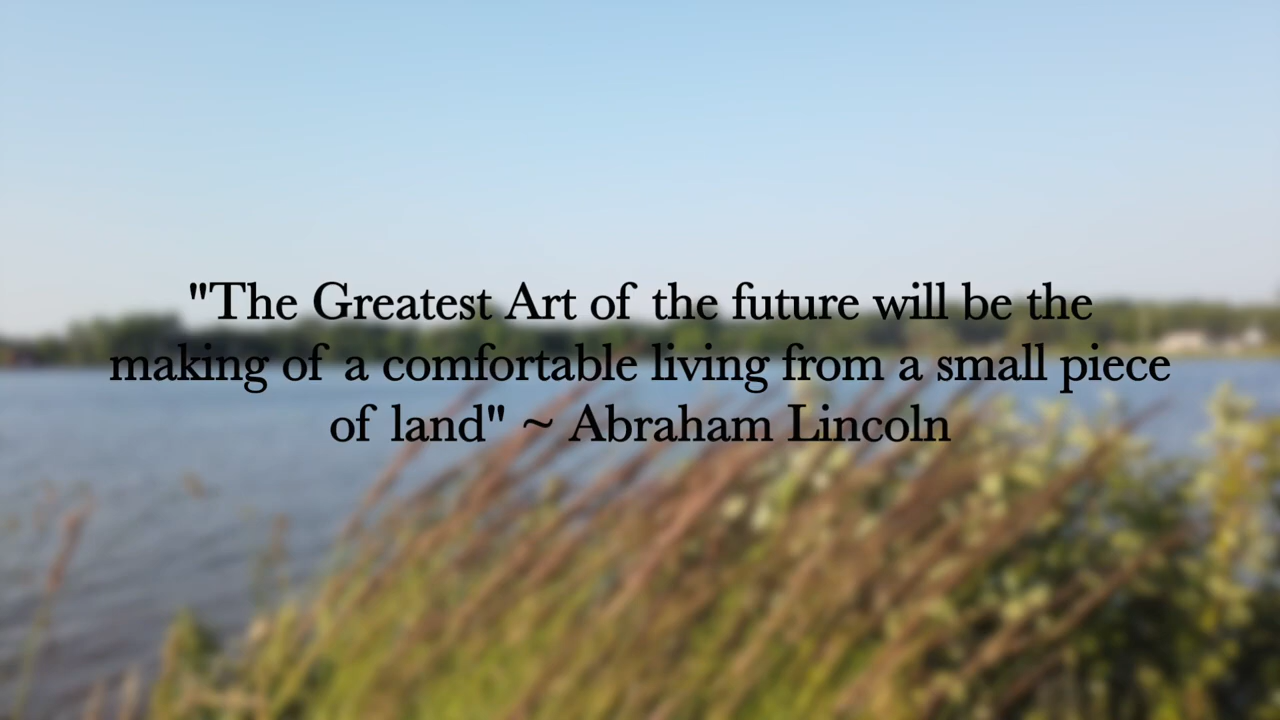 "The Greatest Art of the future will be the
making of a comfortable living from a small piece
of land" ~ Abraham Lincoln